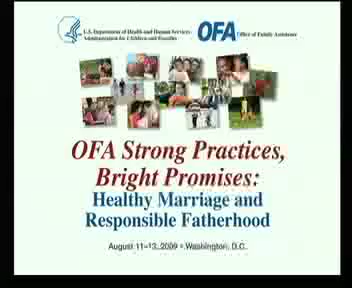 U.S. Department of Health and Human Services
Administration for Children and Families
OFA Office of Family Assistance
OFA Strong Practices,
Bright Promises:
Healthy Marriage and
Responsible Fatherhood
August 11-13, 2009 • Washington, D.C.